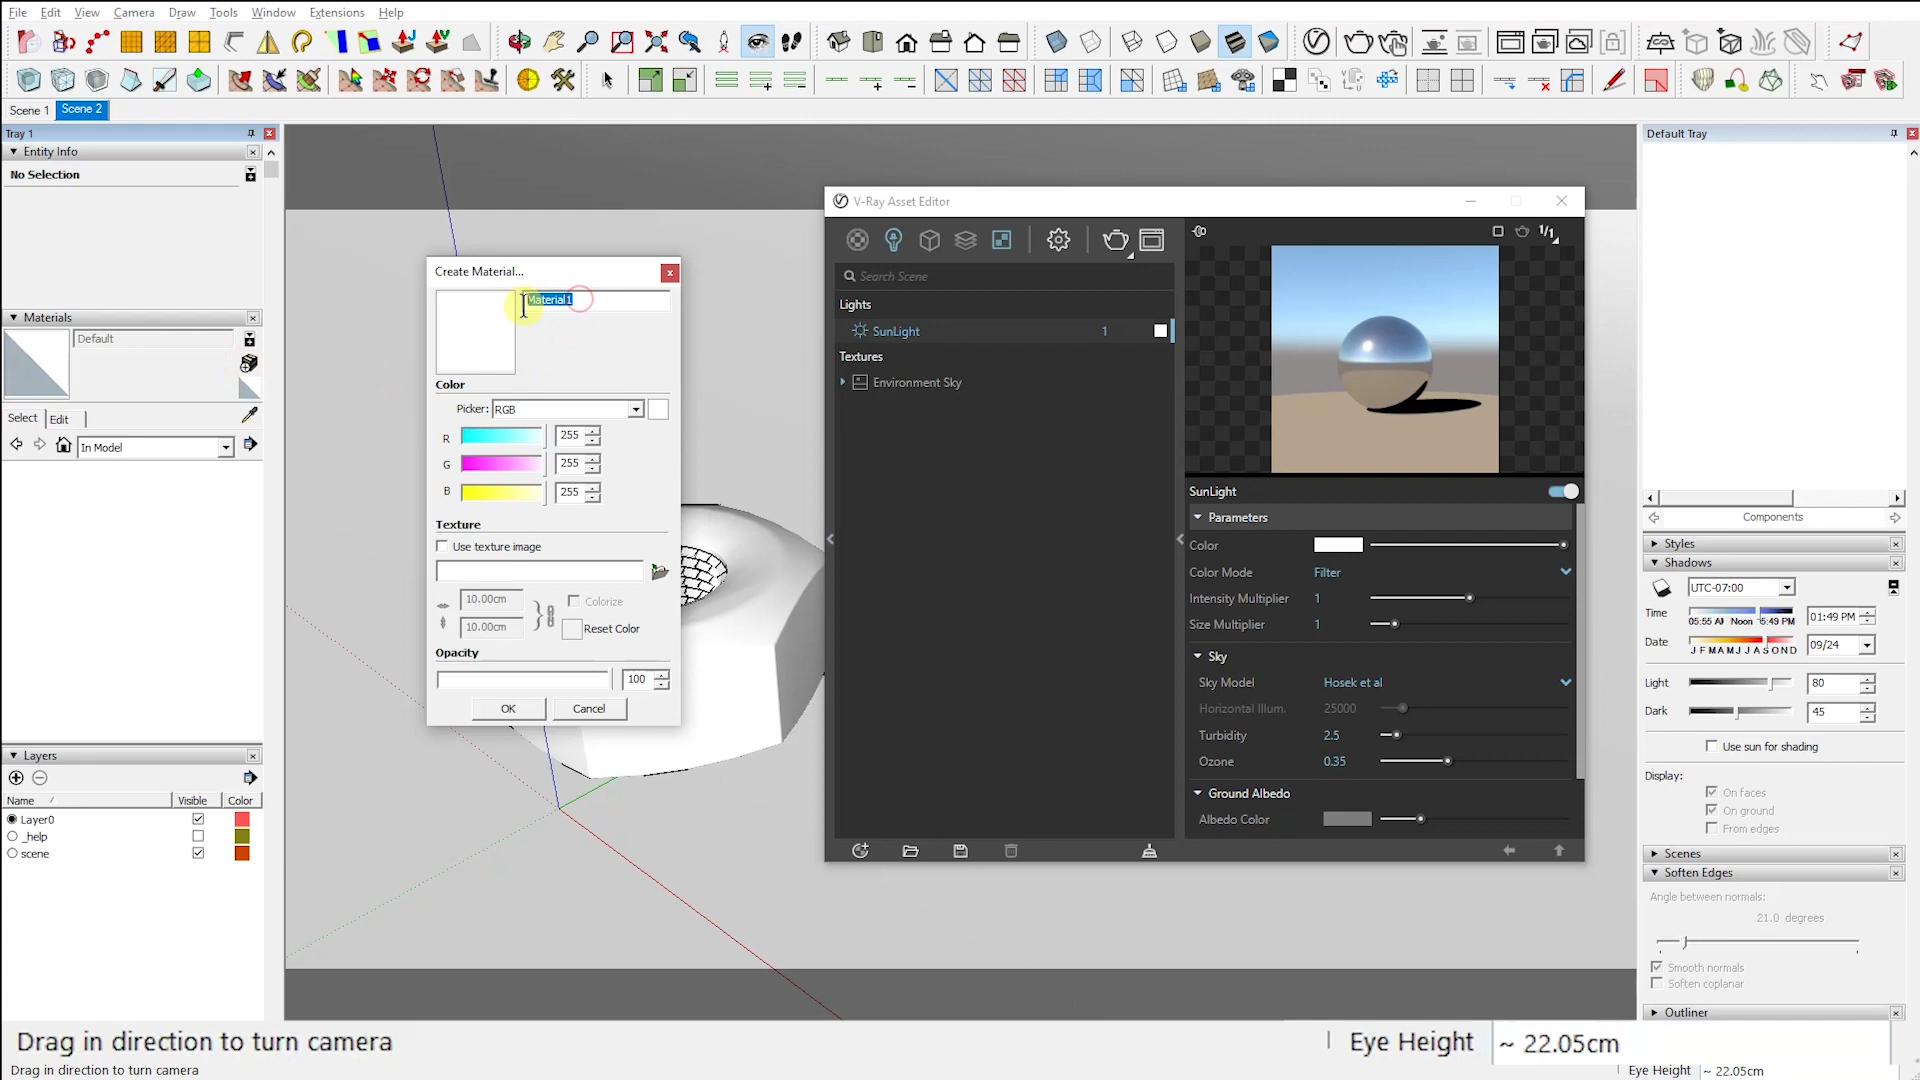 File Edit View Camera Draw Tools Window Extensions Help
Scene 1 Scene 2
Tray 1
Entity Info
No Selection
Materials
Default
Select Edit
In Model
Layers
Name Visible Color
Layer0
_help
scene
Create Material...
Material1
Color
Picker: RGB
R 255
G 255
B 255
Texture
Use texture image
10.00cm
Colorize
10.00cm
Reset Color
Opacity
100
OK Cancel
V-Ray Asset Editor
Search Scene
Lights
SunLight 1
Textures
Environment Sky
1/1
SunLight
Parameters
Color
Color Mode Filter
Intensity Multiplier 1
Size Multiplier 1
Sky
Sky Model Hosek et al
Horizontal Illum. 25000
Turbidity 2.5
Ozone 0.35
Ground Albedo
Albedo Color
Default Tray
Components
Styles
Shadows
UTC-07:00
Time 05:55 AM Noon 5:49 PM 01:49 PM
Date J F M A M J J A S O N D 09/24
Light 80
Dark 45
Use sun for shading
Display:
On faces
On ground
From edges
Scenes
Soften Edges
Angle between normals:
21.0 degrees
Smooth normals
Soften coplanar
Outliner
Drag in direction to turn camera
Eye Height ~ 22.05cm
Drag in direction to turn camera
Eye Height ~ 22.05cm